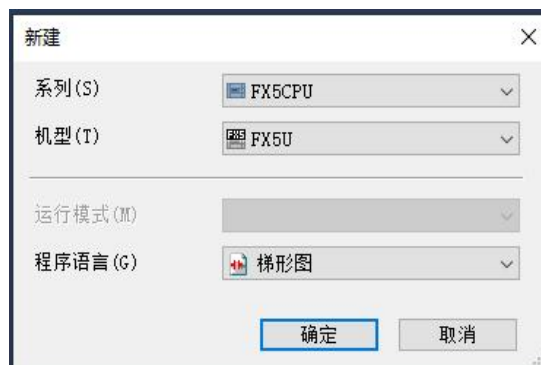 新建
系列(S) FX5CPU
机型(T) FX5U
运行模式(M)
程序语言(G) 梯形图
确定 取消